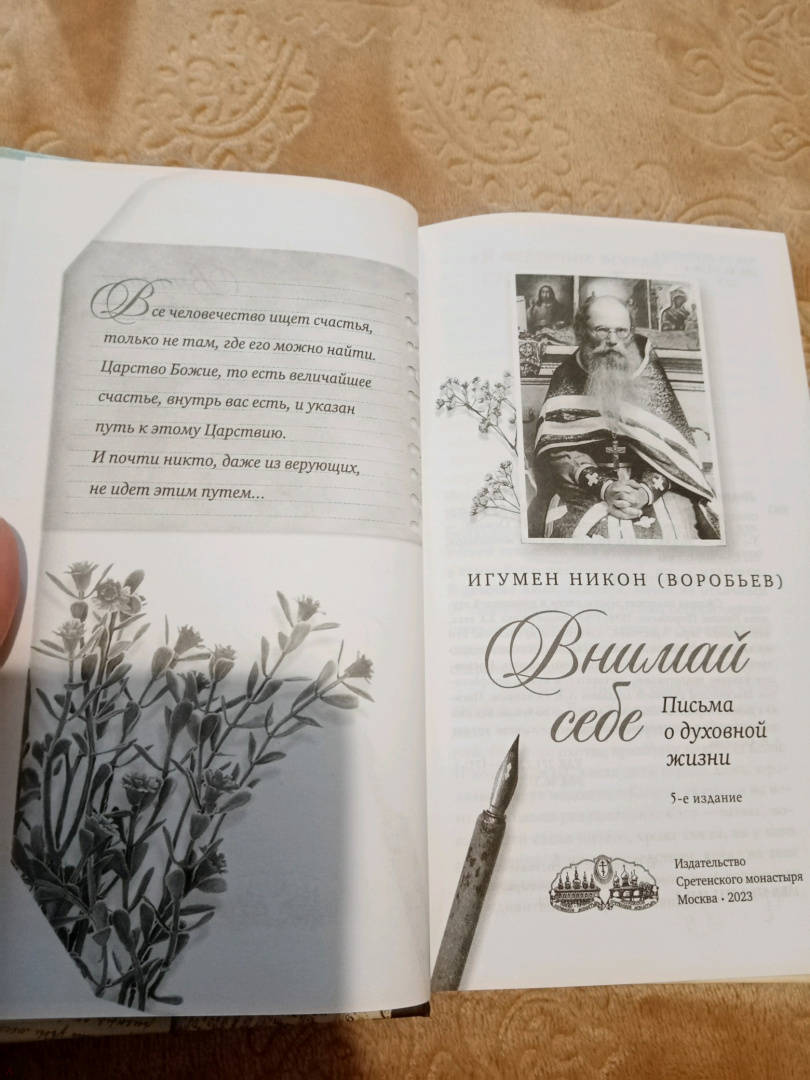 Все человечество ищет счастья,
только не там, где его можно найти.
Царство Божие, то есть величайшее
счастье, внутрь вас есть, и указан
путь к этому Царствию.
И почти никто, даже из верующих,
не идет этим путем...
ИГУМЕН НИКОН (ВОРОБЬЕВ)
Внимай
себе
Письма
о духовной
жизни
5-е издание
Издательство
Сретенского монастыря
Москва • 2023